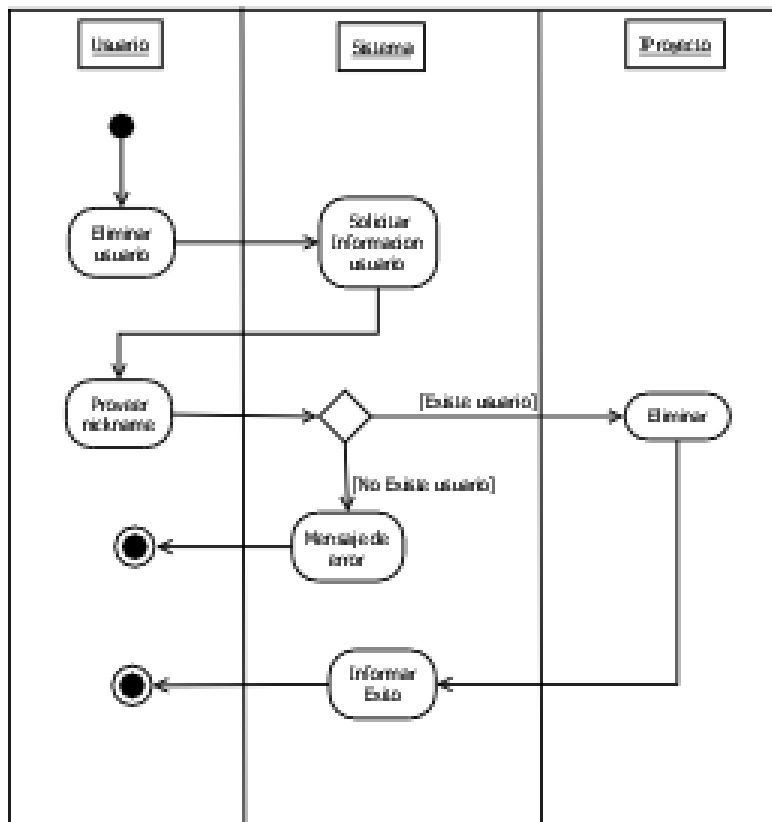 Usuario
Sistema
IProyecto
Eliminar
usuario
Solicitar
Informacion
usuario
Proveer
nickname
[Existe usuario]
Eliminar
[No Existe usuario]
Mensaje de
error
Informar
Exito